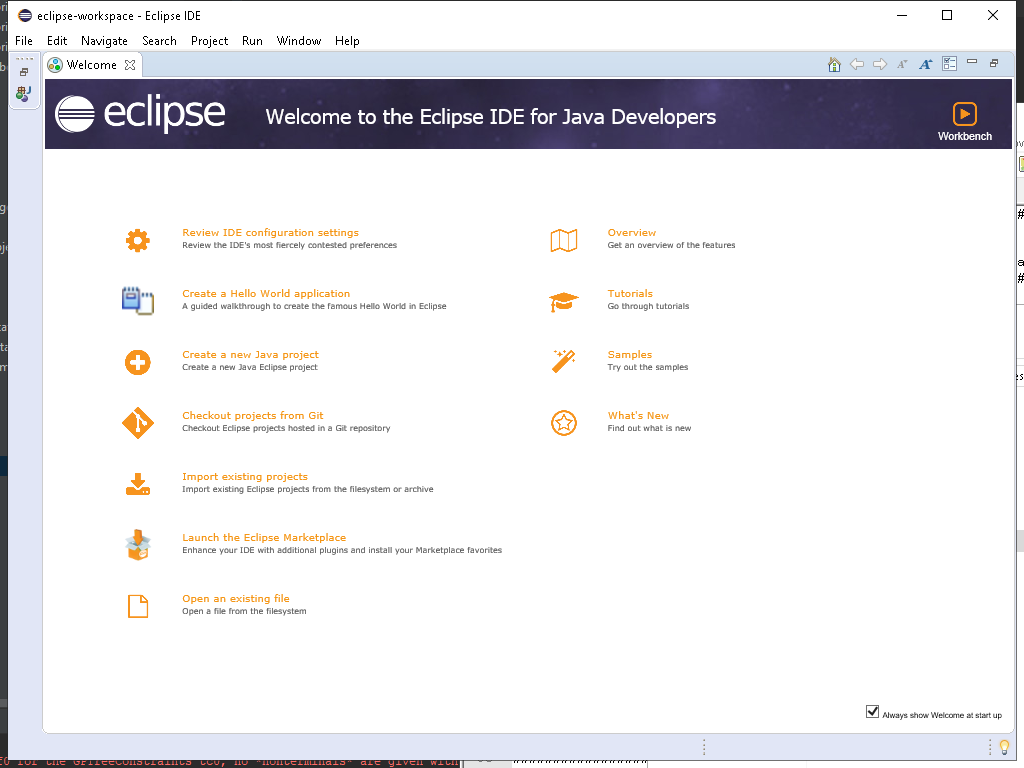 eclipse-workspace - Eclipse IDE
File Edit Navigate Search Project Run Window Help
Welcome
eclipse
Welcome to the Eclipse IDE for Java Developers
Workbench
Review IDE configuration settings
Review the IDE's most fiercely contested preferences
Create a Hello World application
A guided walkthrough to create the famous Hello World in Eclipse
Create a new Java project
Create a new Java Eclipse project
Checkout projects from Git
Checkout Eclipse projects hosted in a Git repository
Import existing projects
Import existing Eclipse projects from the filesystem or archive
Launch the Eclipse Marketplace
Enhance your IDE with additional plugins and install your Marketplace favorites
Open an existing file
Open a file from the filesystem
Overview
Get an overview of the features
Tutorials
Go through tutorials
Samples
Try out the samples
What's New
Find out what is new
Always show Welcome at start up
for the GPTreeConstraints tc0, no *nonterminals* are given with